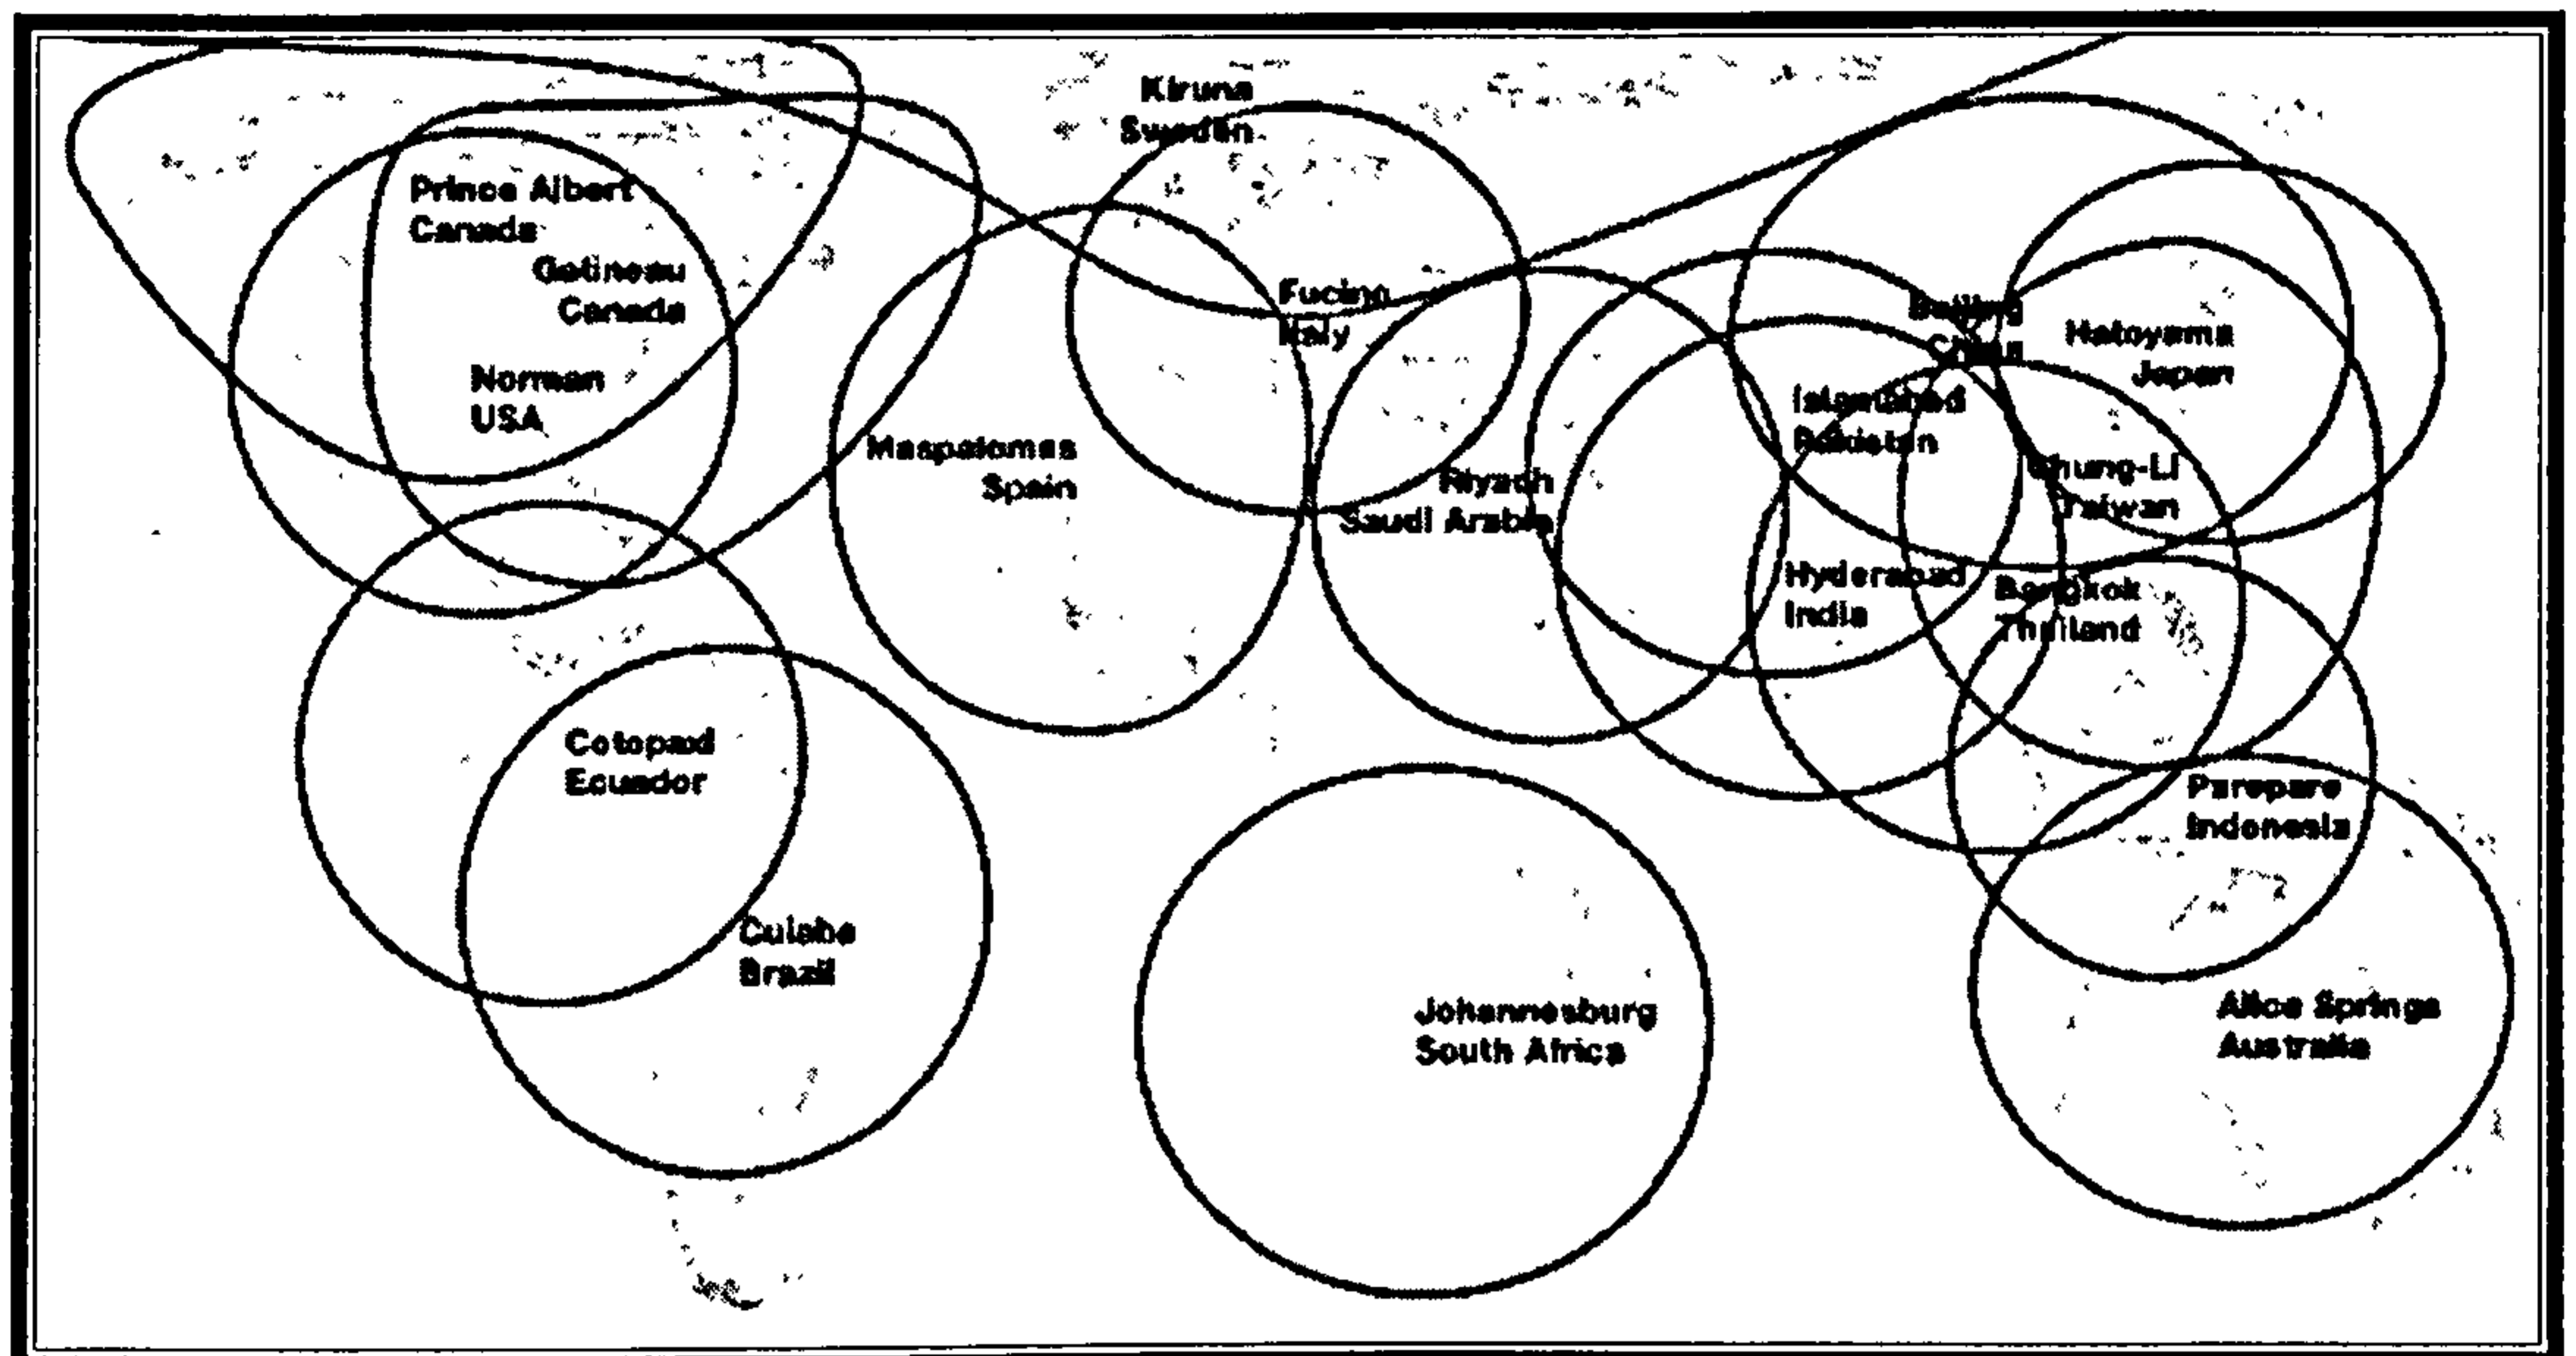 Kiruna
Sweden
Prince Albert
Canada
Gatineau
Canada
Norman
USA
Fucino
Italy
Maspalomas
Spain
Riyadh
Saudi Arabia
Beijing
China
Hatoyama
Japan
Islamabad
Pakistan
Chung-Li
Taiwan
Hyderabad
India
Bangkok
Thailand
Cotopaxi
Ecuador
Cuiaba
Brazil
Parepare
Indonesia
Johannesburg
South Africa
Alice Springs
Australia